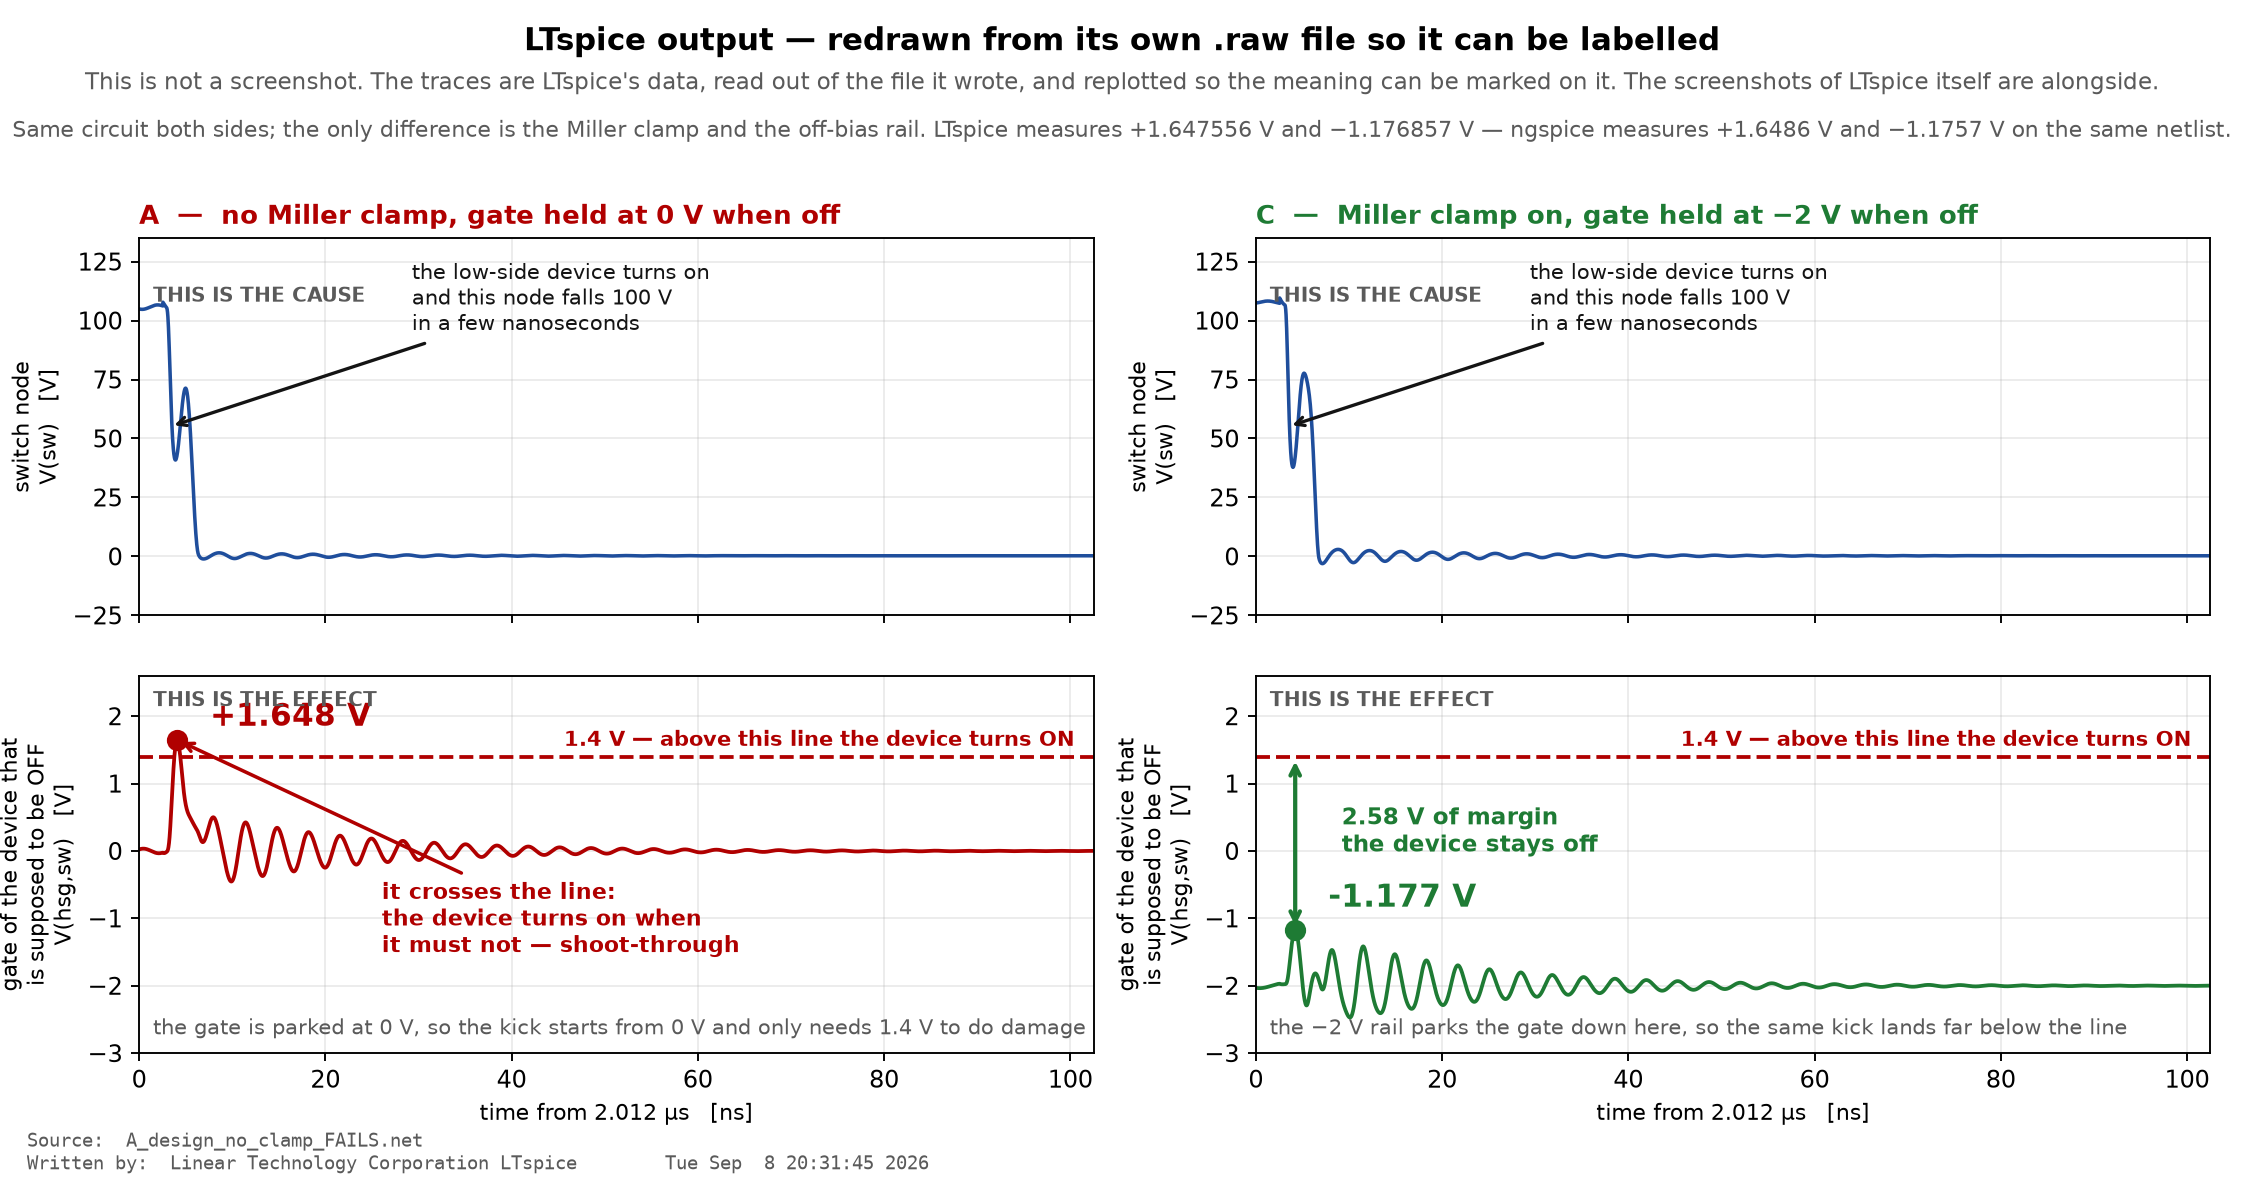 LTspice output — redrawn from its own .raw file so it can be labelled
This is not a screenshot. The traces are LTspice's data, read out of the file it wrote, and replotted so the meaning can be marked on it. The screenshots of LTspice itself are alongside.
Same circuit both sides; the only difference is the Miller clamp and the off-bias rail. LTspice measures +1.647556 V and −1.176857 V — ngspice measures +1.6486 V and −1.1757 V on the same netlist.
A — no Miller clamp, gate held at 0 V when off
125
100
75
50
25
0
−25
switch node
V(sw) [V]
THIS IS THE CAUSE
the low-side device turns on
and this node falls 100 V
in a few nanoseconds
C — Miller clamp on, gate held at −2 V when off
125
100
75
50
25
0
−25
switch node
V(sw) [V]
THIS IS THE CAUSE
the low-side device turns on
and this node falls 100 V
in a few nanoseconds
2
1
0
−1
−2
−3
gate of the device that
is supposed to be OFF
V(hsg,sw) [V]
THIS IS THE EFFECT
+1.648 V
1.4 V — above this line the device turns ON
it crosses the line:
the device turns on when
it must not — shoot-through
the gate is parked at 0 V, so the kick starts from 0 V and only needs 1.4 V to do damage
0 20 40 60 80 100
time from 2.012 µs [ns]
2
1
0
−1
−2
−3
gate of the device that
is supposed to be OFF
V(hsg,sw) [V]
THIS IS THE EFFECT
1.4 V — above this line the device turns ON
2.58 V of margin
the device stays off
-1.177 V
the −2 V rail parks the gate down here, so the same kick lands far below the line
0 20 40 60 80 100
time from 2.012 µs [ns]
Source: A_design_no_clamp_FAILS.net
Written by: Linear Technology Corporation LTspice Tue Sep 8 20:31:45 2026